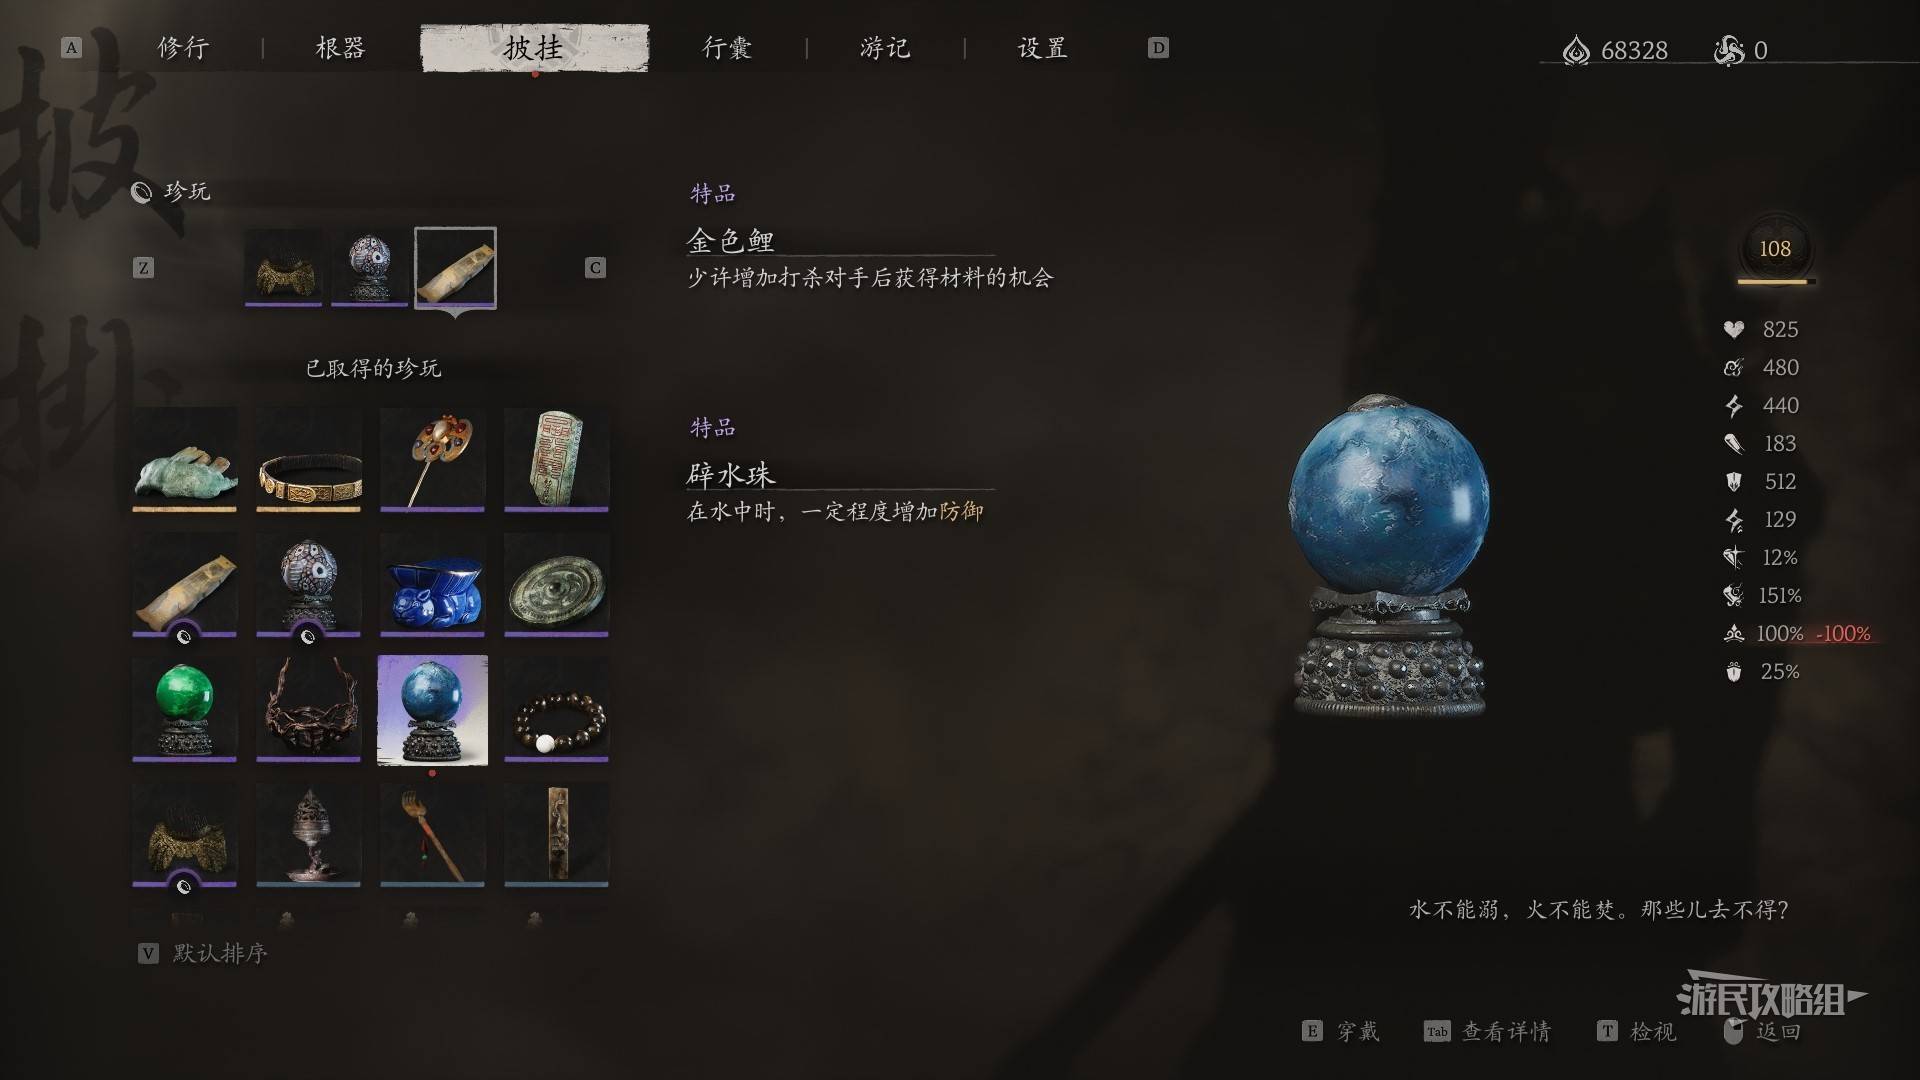 A 修行 | 根器 披挂 行囊 | 游记 | 设置 D
68328 0
披挂
珍玩
Z C
已取得的珍玩
特品
金色鲤
少许增加打杀对手后获得材料的机会
特品
辟水珠
在水中时，一定程度增加防御
108
825
480
440
183
512
129
12%
151%
100% -100%
25%
水不能溺，火不能焚。那些儿去不得？
V 默认排序
游民攻略组
E 穿戴 Tab 查看详情 T 检视 返回